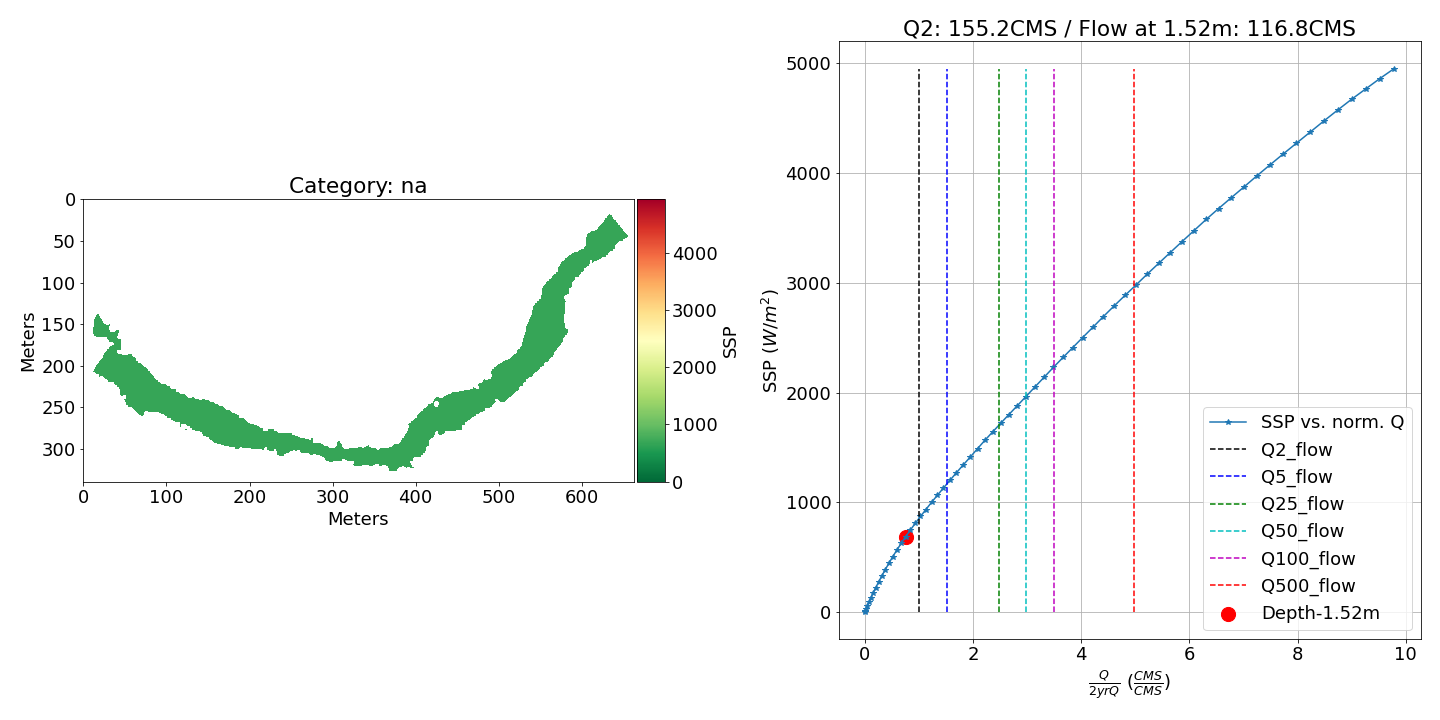 Category: na
0
50
100
150
200
250
300
Meters
0 100 200 300 400 500 600
Meters
4000
3000
2000
1000
0
SSP
Q2: 155.2CMS / Flow at 1.52m: 116.8CMS
5000
4000
3000
2000
1000
0
SSP (W/m²)
SSP vs. norm. Q
Q2_flow
Q5_flow
Q25_flow
Q50_flow
Q100_flow
Q500_flow
Depth-1.52m
0 2 4 6 8 10
Q/2yrQ (CMS/CMS)